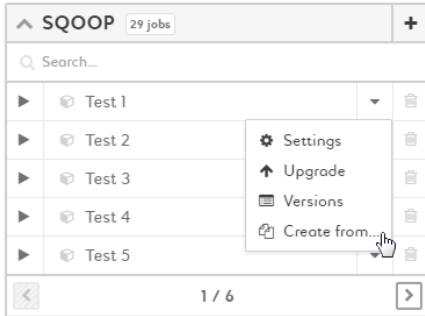 SQOOP 29 jobs +
Search...
Test 1
Test 2
Settings
Test 3
Upgrade
Versions
Test 4
Create from...
Test 5
1 / 6